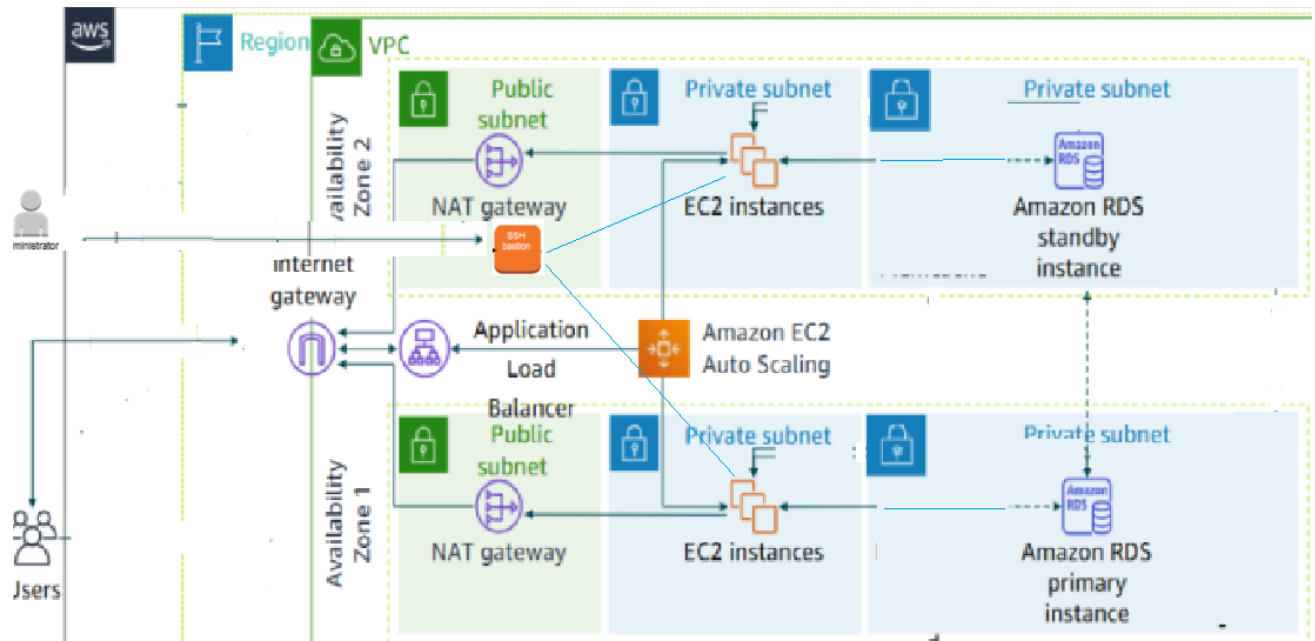 aws
Region
VPC
Public
subnet
Private subnet
Private subnet
vailability
Zone 2
NAT gateway
EC2 instances
Amazon
RDS
Amazon RDS
standby
instance
ministrator
SSH
bastion
internet
gateway
Application
Load
Balancer
Amazon EC2
Auto Scaling
Public
subnet
Private subnet
Private subnet
Availability
Zone 1
NAT gateway
EC2 instances
Amazon
RDS
Amazon RDS
primary
instance
Users